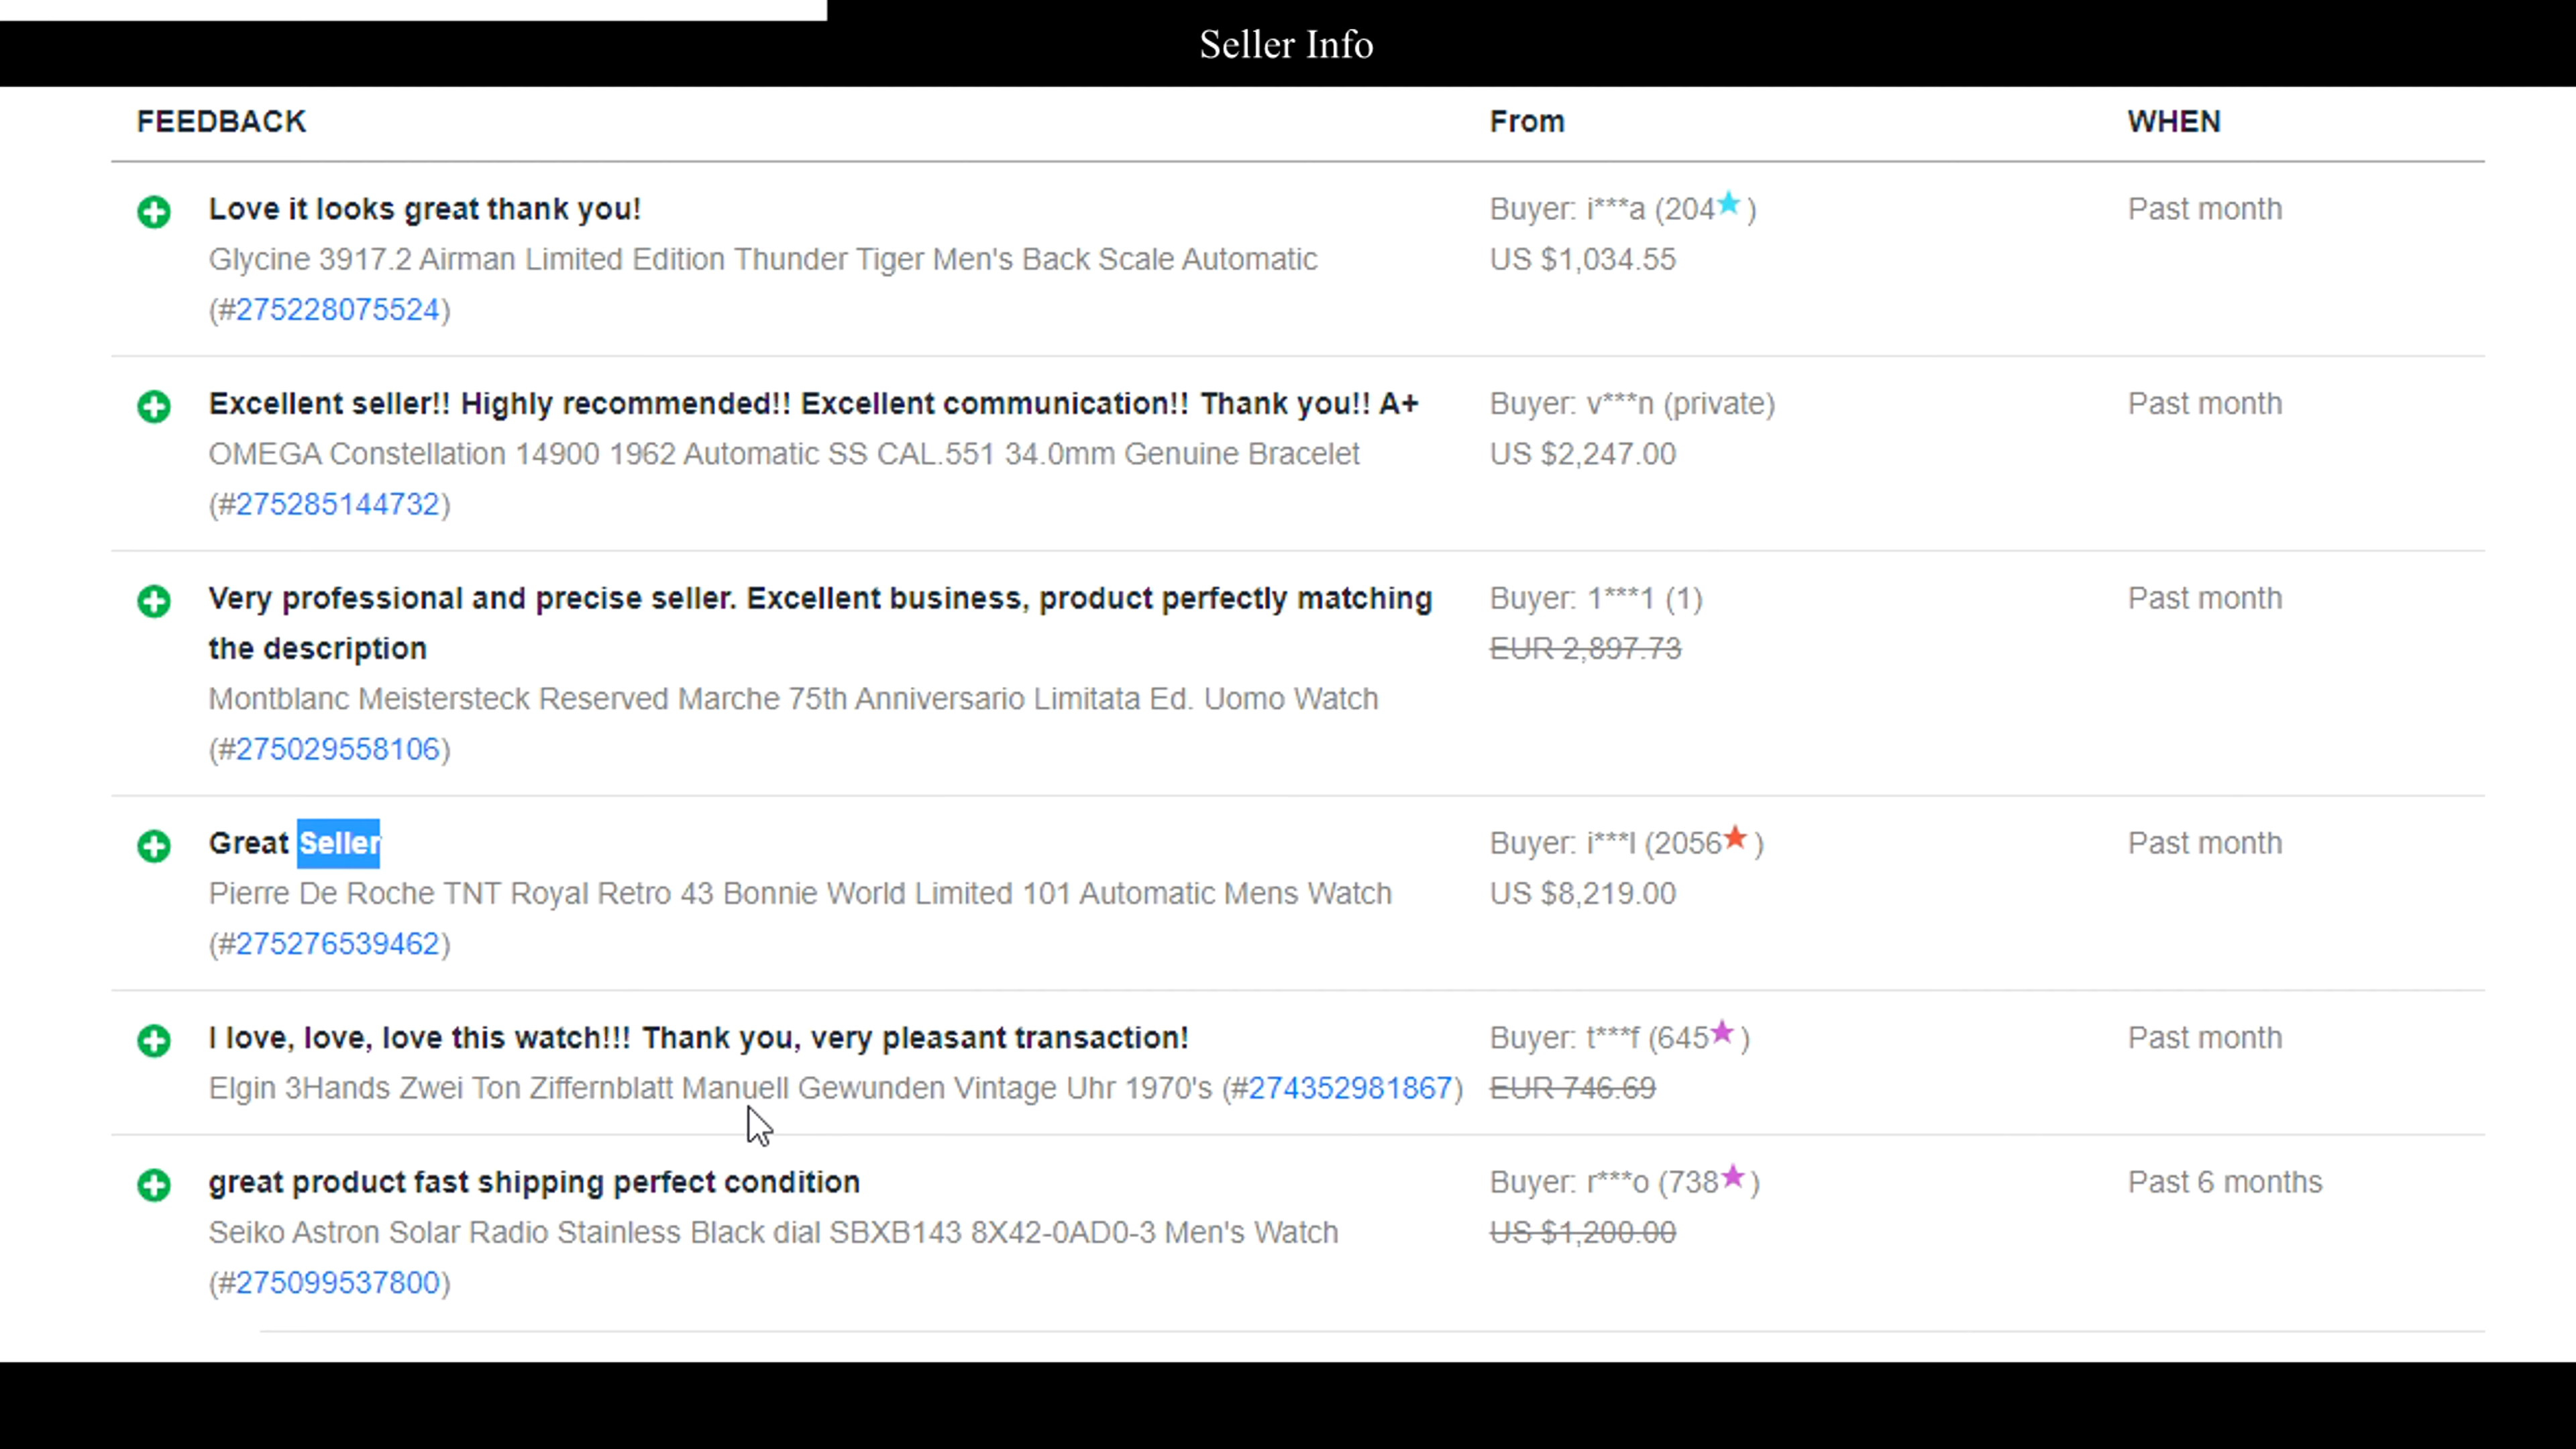 Seller Info
FEEDBACK From WHEN
Love it looks great thank you! Buyer: i***a (204 ) Past month
Glycine 3917.2 Airman Limited Edition Thunder Tiger Men's Back Scale Automatic US $1,034.55
(#275228075524)
Excellent seller!! Highly recommended!! Excellent communication!! Thank you!! A+ Buyer: v***n (private) Past month
OMEGA Constellation 14900 1962 Automatic SS CAL.551 34.0mm Genuine Bracelet US $2,247.00
(#275285144732)
Very professional and precise seller. Excellent business, product perfectly matching Buyer: 1***1 (1) Past month
the description EUR 2,897.73
Montblanc Meistersteck Reserved Marche 75th Anniversario Limitata Ed. Uomo Watch
(#275029558106)
Great Seller Buyer: i***l (2056 ) Past month
Pierre De Roche TNT Royal Retro 43 Bonnie World Limited 101 Automatic Mens Watch US $8,219.00
(#275276539462)
I love, love, love this watch!!! Thank you, very pleasant transaction! Buyer: t***f (645 ) Past month
Elgin 3Hands Zwei Ton Ziffernblatt Manuell Gewunden Vintage Uhr 1970's (#274352981867) EUR 746.69
great product fast shipping perfect condition Buyer: r***o (738 ) Past 6 months
Seiko Astron Solar Radio Stainless Black dial SBXB143 8X42-0AD0-3 Men's Watch US $1,200.00
(#275099537800)